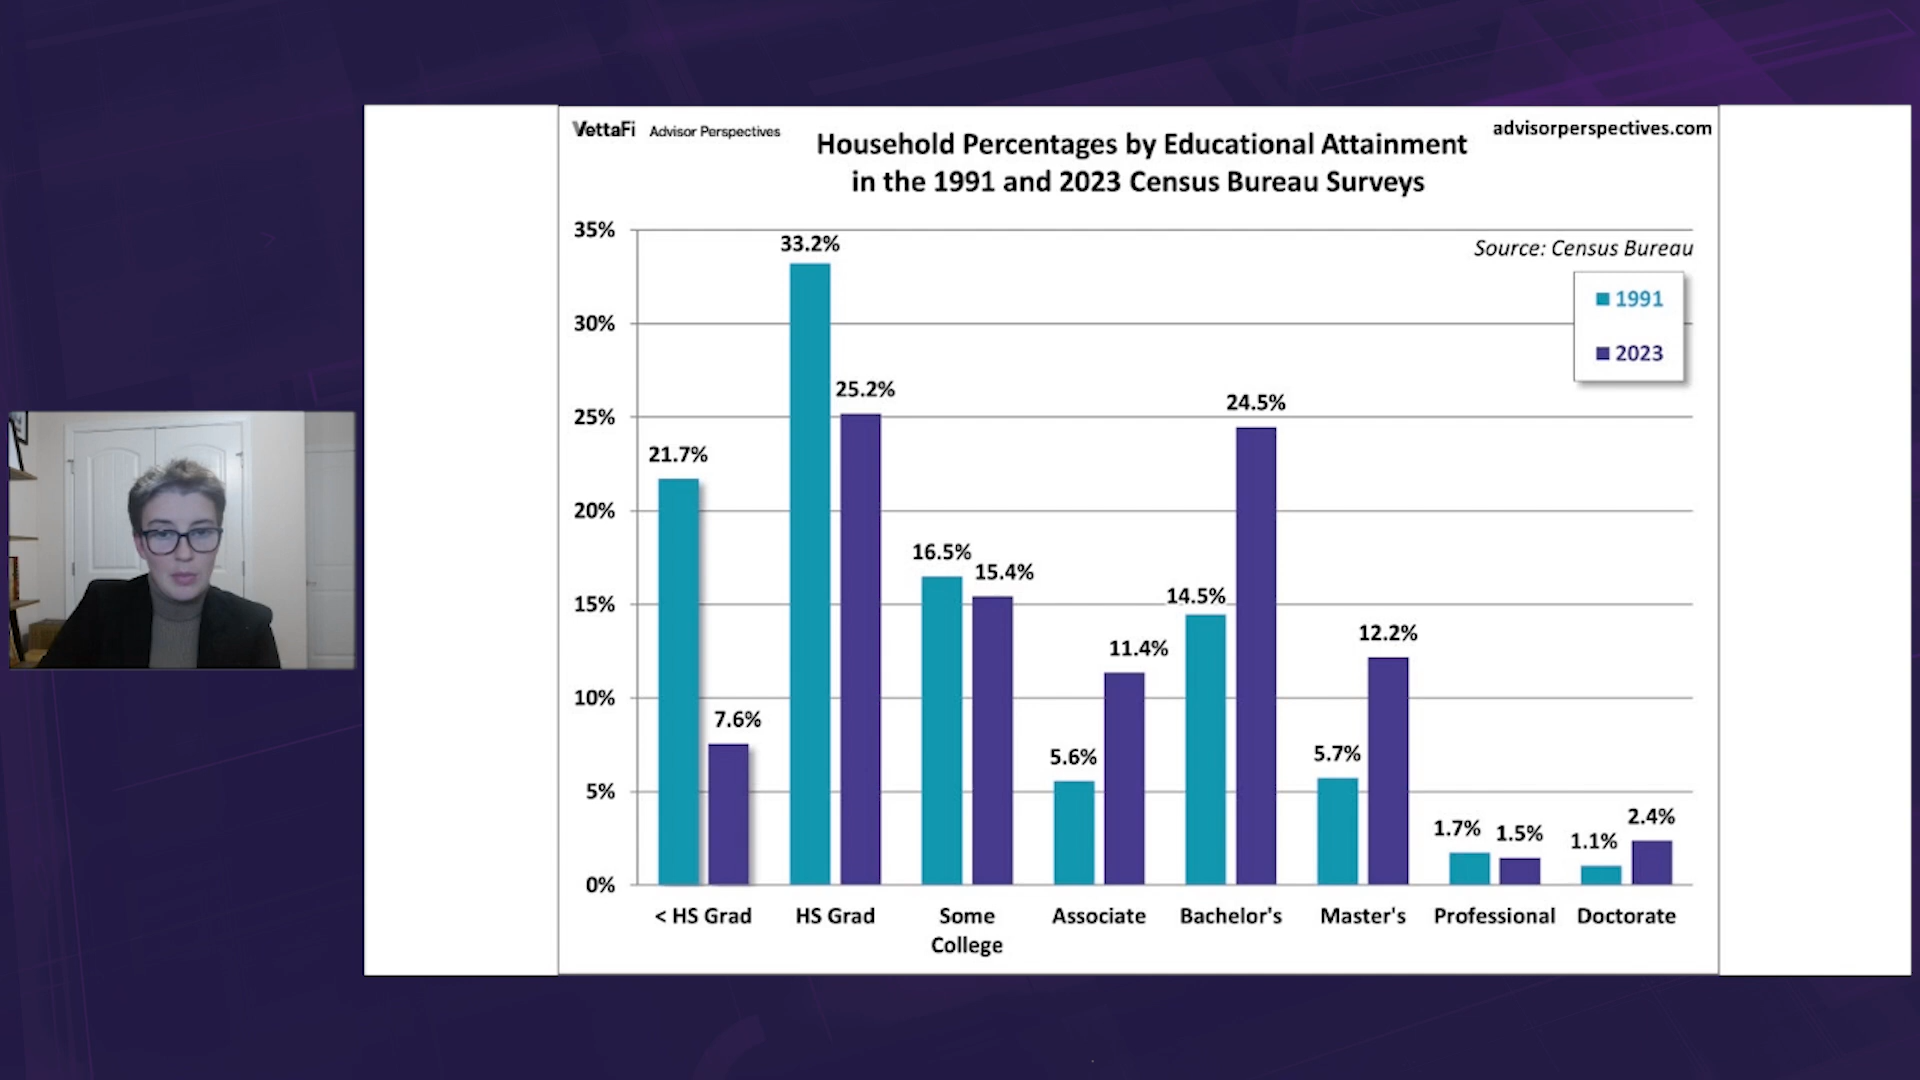 VettaFi Advisor Perspectives
advisorperspectives.com
Household Percentages by Educational Attainment
in the 1991 and 2023 Census Bureau Surveys
Source: Census Bureau
1991
2023
35%
30%
25%
20%
15%
10%
5%
0%
21.7%
7.6%
33.2%
25.2%
16.5%
15.4%
5.6%
11.4%
14.5%
24.5%
5.7%
12.2%
1.7%
1.5%
1.1%
2.4%
< HS Grad
HS Grad
Some
College
Associate
Bachelor's
Master's
Professional
Doctorate